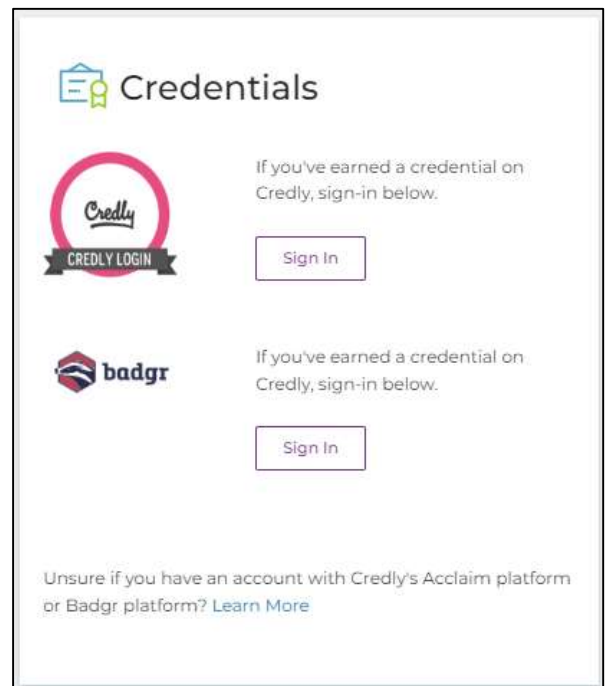 Credentials
Credly
CREDLY LOGIN
If you've earned a credential on
Credly, sign-in below.
Sign In
badgr
If you've earned a credential on
Credly, sign-in below.
Sign In
Unsure if you have an account with Credly's Acclaim platform
or Badgr platform? Learn More